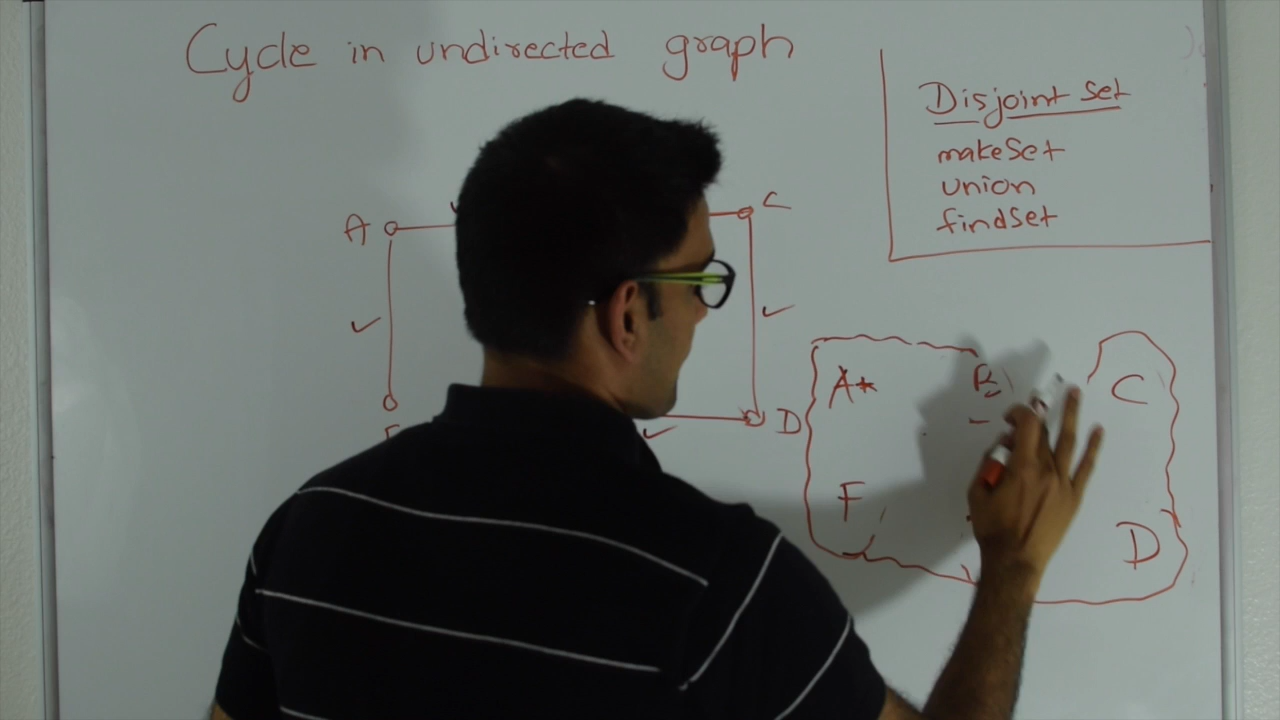 Cycle in undirected graph
Disjoint Set
makeSet
union
findSet
A
C
D
A*
B
C
F
D